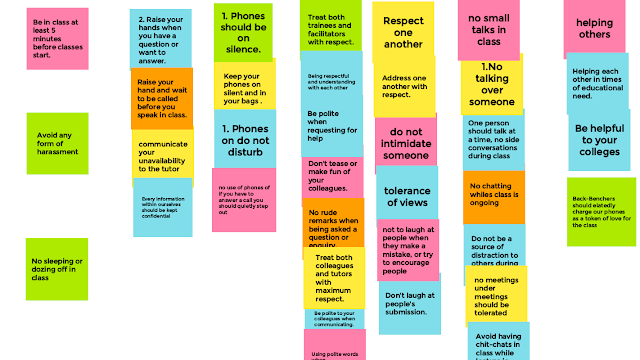 Be in class at
least 5
minutes
before classes
start.
Avoid any
form of
harassment
No sleeping or
dozing off in
class
2. Raise your
hands when
you have a
question or
want to
answer.
Raise your
hand and wait
to be called
before you
speak in class.
communicate
your
unavailability
to the tutor
Every information
within ourselves
should be kept
confidential
1. Phones
should be
on
silence.
Keep your
phones on
silent and in
your bags .
1. Phones
on do not
disturb
no use of phones of
if you have to
answer a call you
should quietly step
out
Treat both
trainees and
facilitators
with respect.
Being respectful
and understanding
with each other
Be polite
when
requesting for
help
Don't tease or
make fun of
your
colleagues.
No rude
remarks when
being asked a
question or
enquiry
Treat both
colleagues
and tutors
with
maximum
respect.
Be polite to your
colleagues when
communicating.
Using polite words
Respect
one
another
Address one
another with
respect.
do not
intimidate
someone
tolerance
of views
not to laugh at
people when
they make a
mistake, or try
to encourage
people
Don't laugh at
people's
submission.
no small
talks in
class
1.No
talking
over
someone
One person
should talk at
a time, no side
conversations
during class
No chatting
whiles class is
ongoing
Do not be a
source of
distraction to
others during
no meetings
under
meetings
should be
tolerated
Avoid having
chit-chats in
class while
helping
others
Helping each
other in times
of educational
need.
Be helpful
to your
colleges
Back-Benchers
should elatedly
charge our phones
as a token of love for
the class